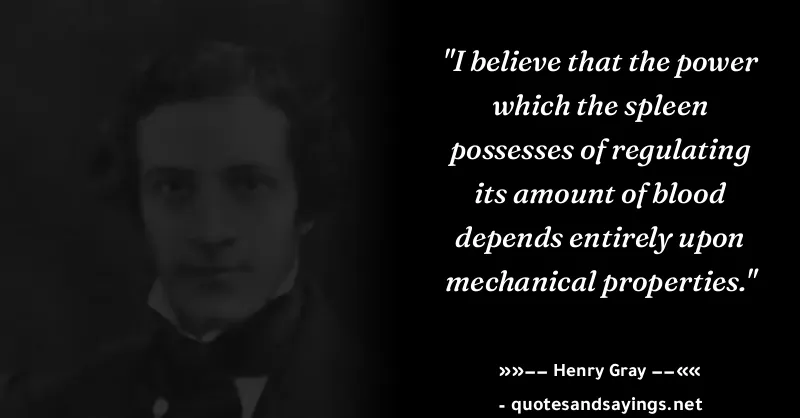 "I believe that the power
which the spleen
possesses of regulating
its amount of blood
depends entirely upon
mechanical properties."
»»–– Henry Gray ––««
- quotesandsayings.net